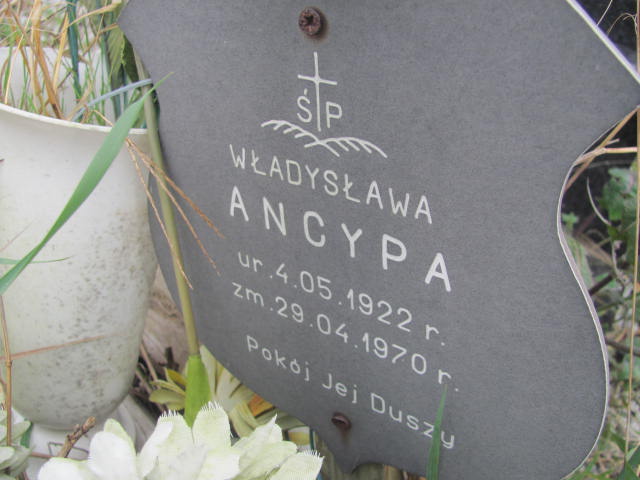 ŚP
WŁADYSŁAWA
ANCYPA
ur. 4.05.1922 r.
zm. 29.04.1970 r.
Pokój Jej Duszy